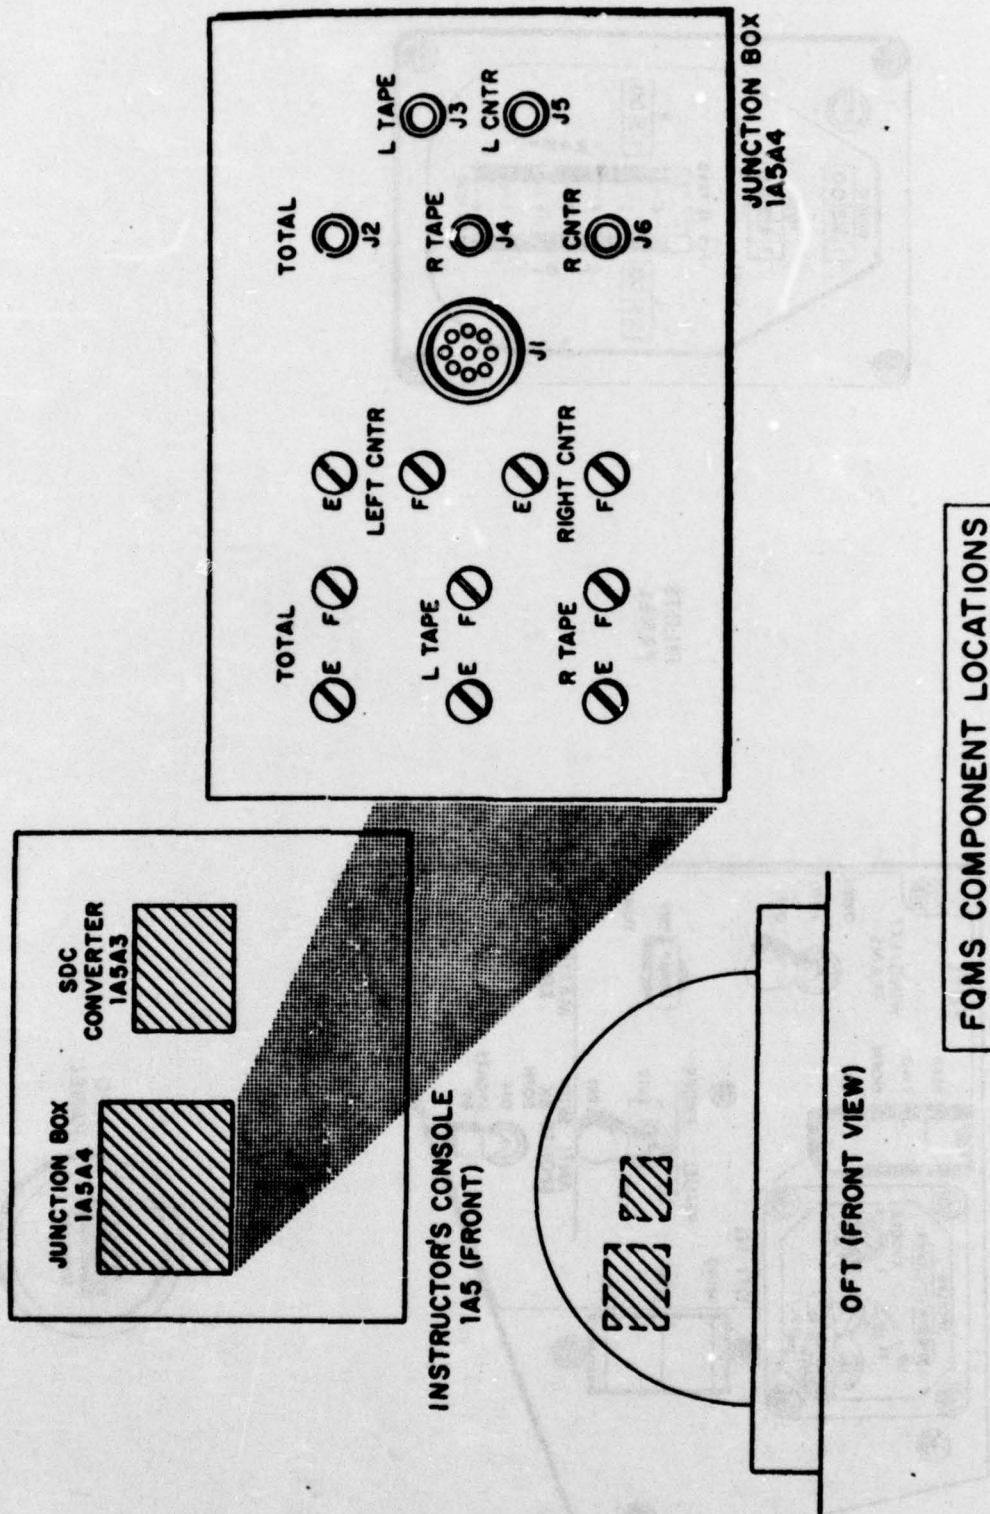 JUNCTION BOX
1A5A4
SDC
CONVERTER
1A5A3
INSTRUCTOR'S CONSOLE
1A5 (FRONT)
TOTAL
E F
L TAPE
E F
R TAPE
E F
E
LEFT CNTR
F
E
RIGHT CNTR
F
J1
TOTAL
J2
R TAPE
J4
R CNTR
J6
L TAPE
J3
L CNTR
J5
JUNCTION BOX
1A5A4
OFT (FRONT VIEW)
FQMS COMPONENT LOCATIONS